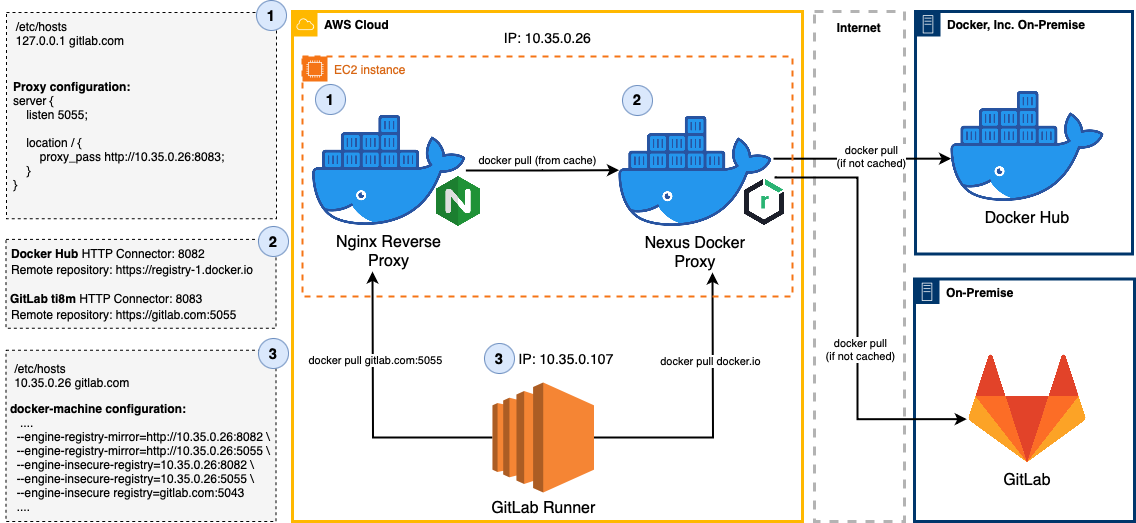 1
/etc/hosts
127.0.0.1 gitlab.com
Proxy configuration:
server {
listen 5055;
location / {
proxy_pass http://10.35.0.26:8083;
}
}
2
Docker Hub HTTP Connector: 8082
Remote repository: https://registry-1.docker.io
GitLab ti8m HTTP Connector: 8083
Remote repository: https://gitlab.com:5055
3
/etc/hosts
10.35.0.26 gitlab.com
docker-machine configuration:
....
--engine-registry-mirror=http://10.35.0.26:8082 \
--engine-registry-mirror=http://10.35.0.26:5055 \
--engine-insecure-registry=10.35.0.26:8082 \
--engine-insecure-registry=10.35.0.26:5055 \
--engine-insecure registry=gitlab.com:5043
....
AWS Cloud
IP: 10.35.0.26
EC2 instance
1
2
docker pull (from cache)
N
r
Nginx Reverse
Proxy
Nexus Docker
Proxy
docker pull gitlab.com:5055
3
IP: 10.35.0.107
docker pull docker.io
GitLab Runner
Internet
docker pull
(if not cached)
docker pull
(if not cached)
Docker, Inc. On-Premise
Docker Hub
On-Premise
GitLab